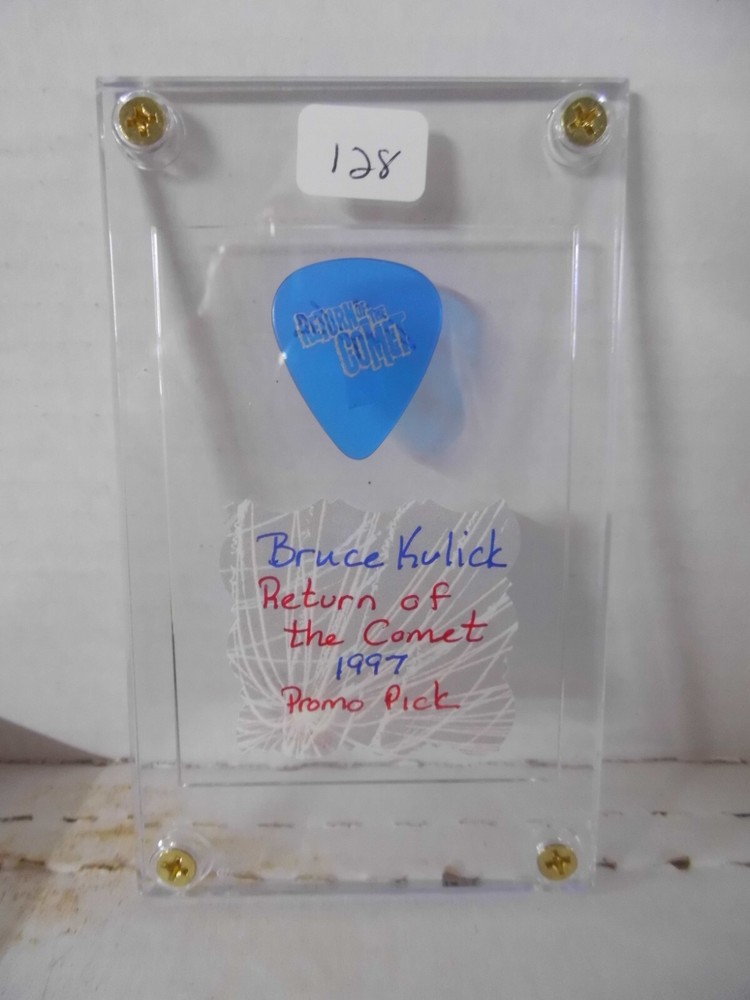 128
RETURN OF THE
COMET
Bruce Kulick
Return of
the Comet
1997
Promo Pick